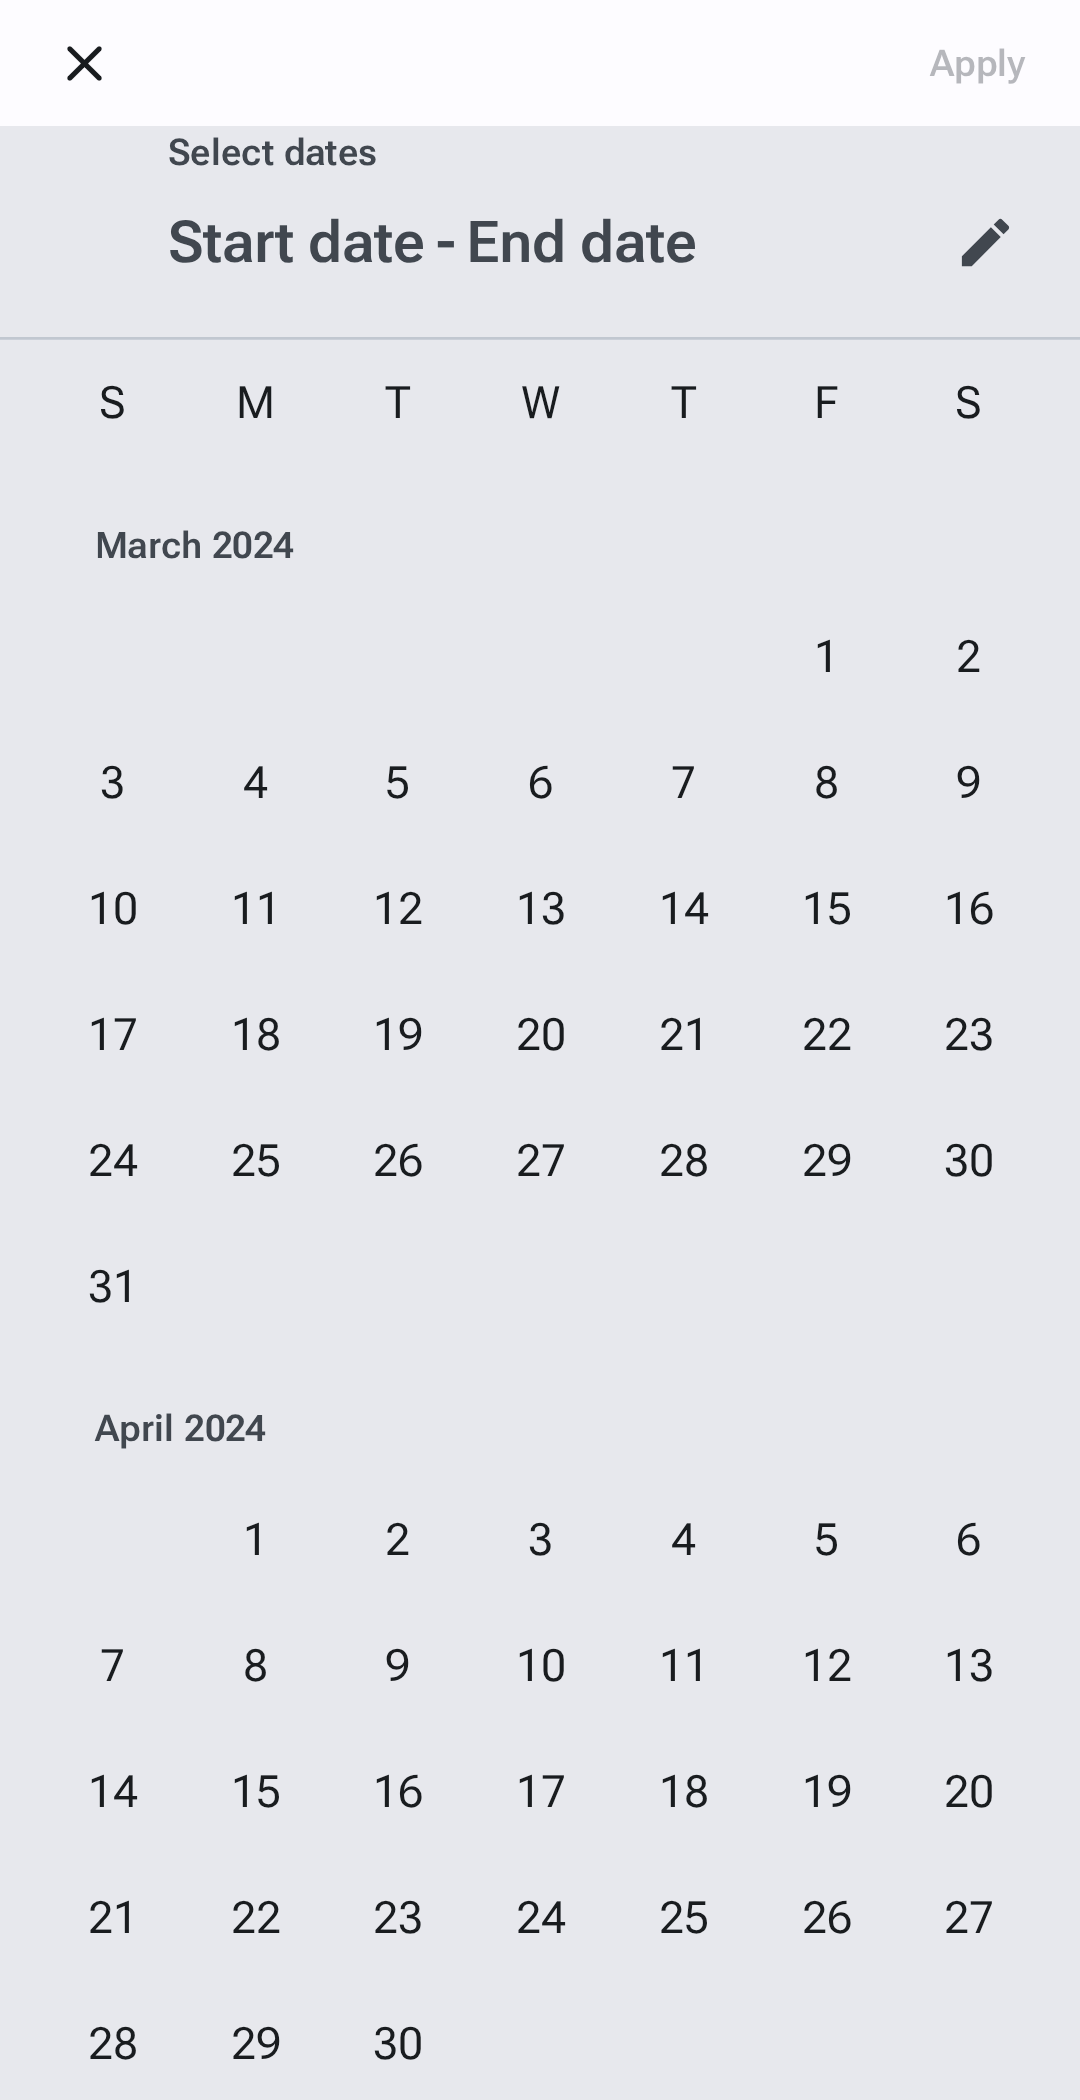 Apply
Select dates
Start date - End date
S M T W T F S
March 2024
1 2
3 4 5 6 7 8 9
10 11 12 13 14 15 16
17 18 19 20 21 22 23
24 25 26 27 28 29 30
31
April 2024
1 2 3 4 5 6
7 8 9 10 11 12 13
14 15 16 17 18 19 20
21 22 23 24 25 26 27
28 29 30